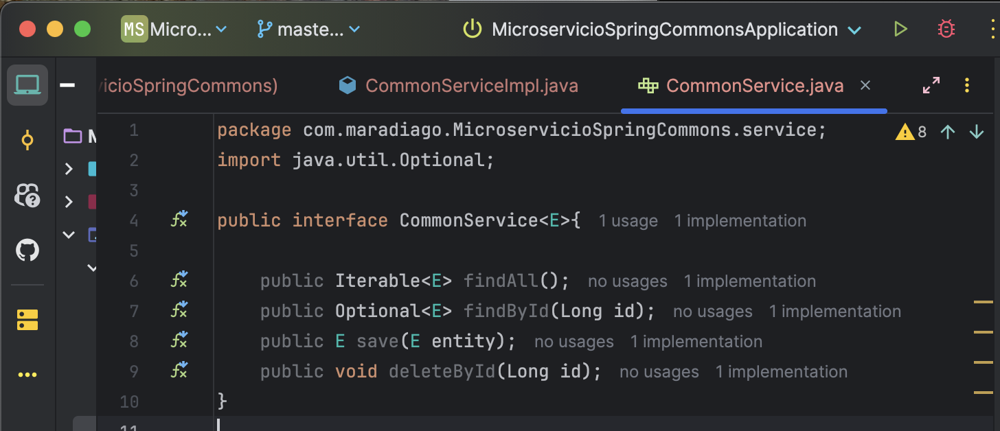 MS Micro... maste... MicroservicioSpringCommonsApplication
icioSpringCommons) CommonServiceImpl.java CommonService.java
1 package com.maradiago.MicroservicioSpringCommons.service; 8
2 import java.util.Optional;
3
4 public interface CommonService<E>{ 1 usage 1 implementation
5
6 public Iterable<E> findAll(); no usages 1 implementation
7 public Optional<E> findById(Long id); no usages 1 implementation
8 public E save(E entity); no usages 1 implementation
9 public void deleteById(Long id); no usages 1 implementation
10 }
11